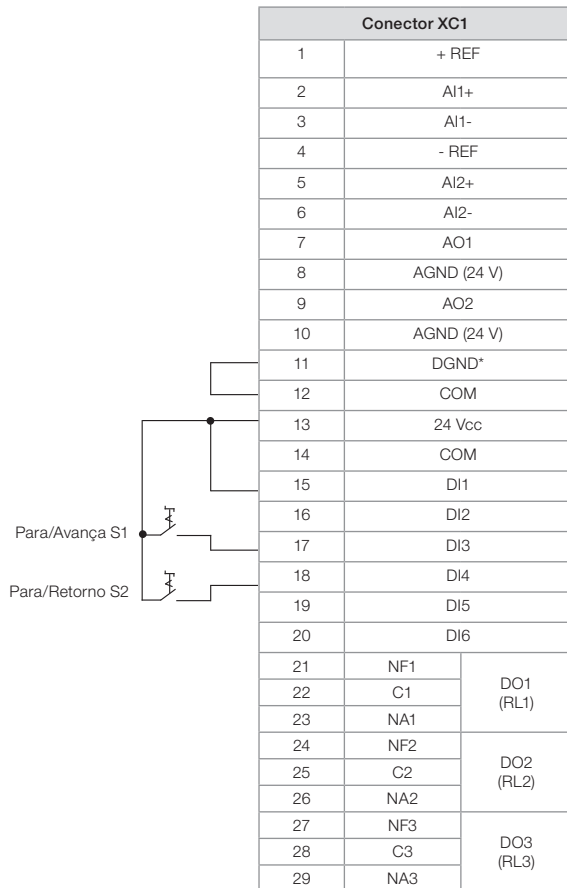 Conector XC1
1 + REF
2 AI1+
3 AI1-
4 - REF
5 AI2+
6 AI2-
7 AO1
8 AGND (24 V)
9 AO2
10 AGND (24 V)
11 DGND*
12 COM
13 24 Vcc
14 COM
15 DI1
16 DI2
Para/Avança S1
17 DI3
18 DI4
Para/Retorno S2
19 DI5
20 DI6
21 NF1
22 C1
23 NA1
DO1
(RL1)
24 NF2
25 C2
26 NA2
DO2
(RL2)
27 NF3
28 C3
29 NA3
DO3
(RL3)